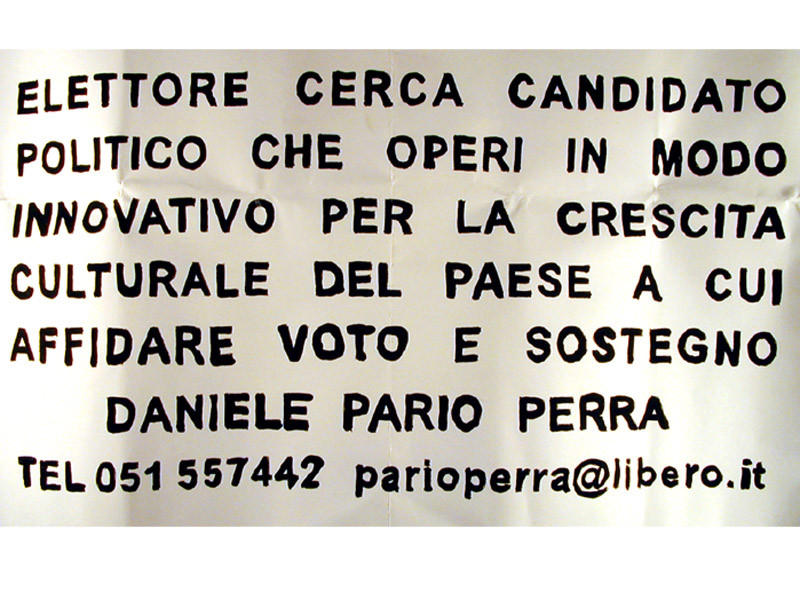 ELETTORE CERCA CANDIDATO
POLITICO CHE OPERI IN MODO
INNOVATIVO PER LA CRESCITA
CULTURALE DEL PAESE A CUI
AFFIDARE VOTO E SOSTEGNO
DANIELE PARIO PERRA
TEL 051 557442 parioperra@libero.it